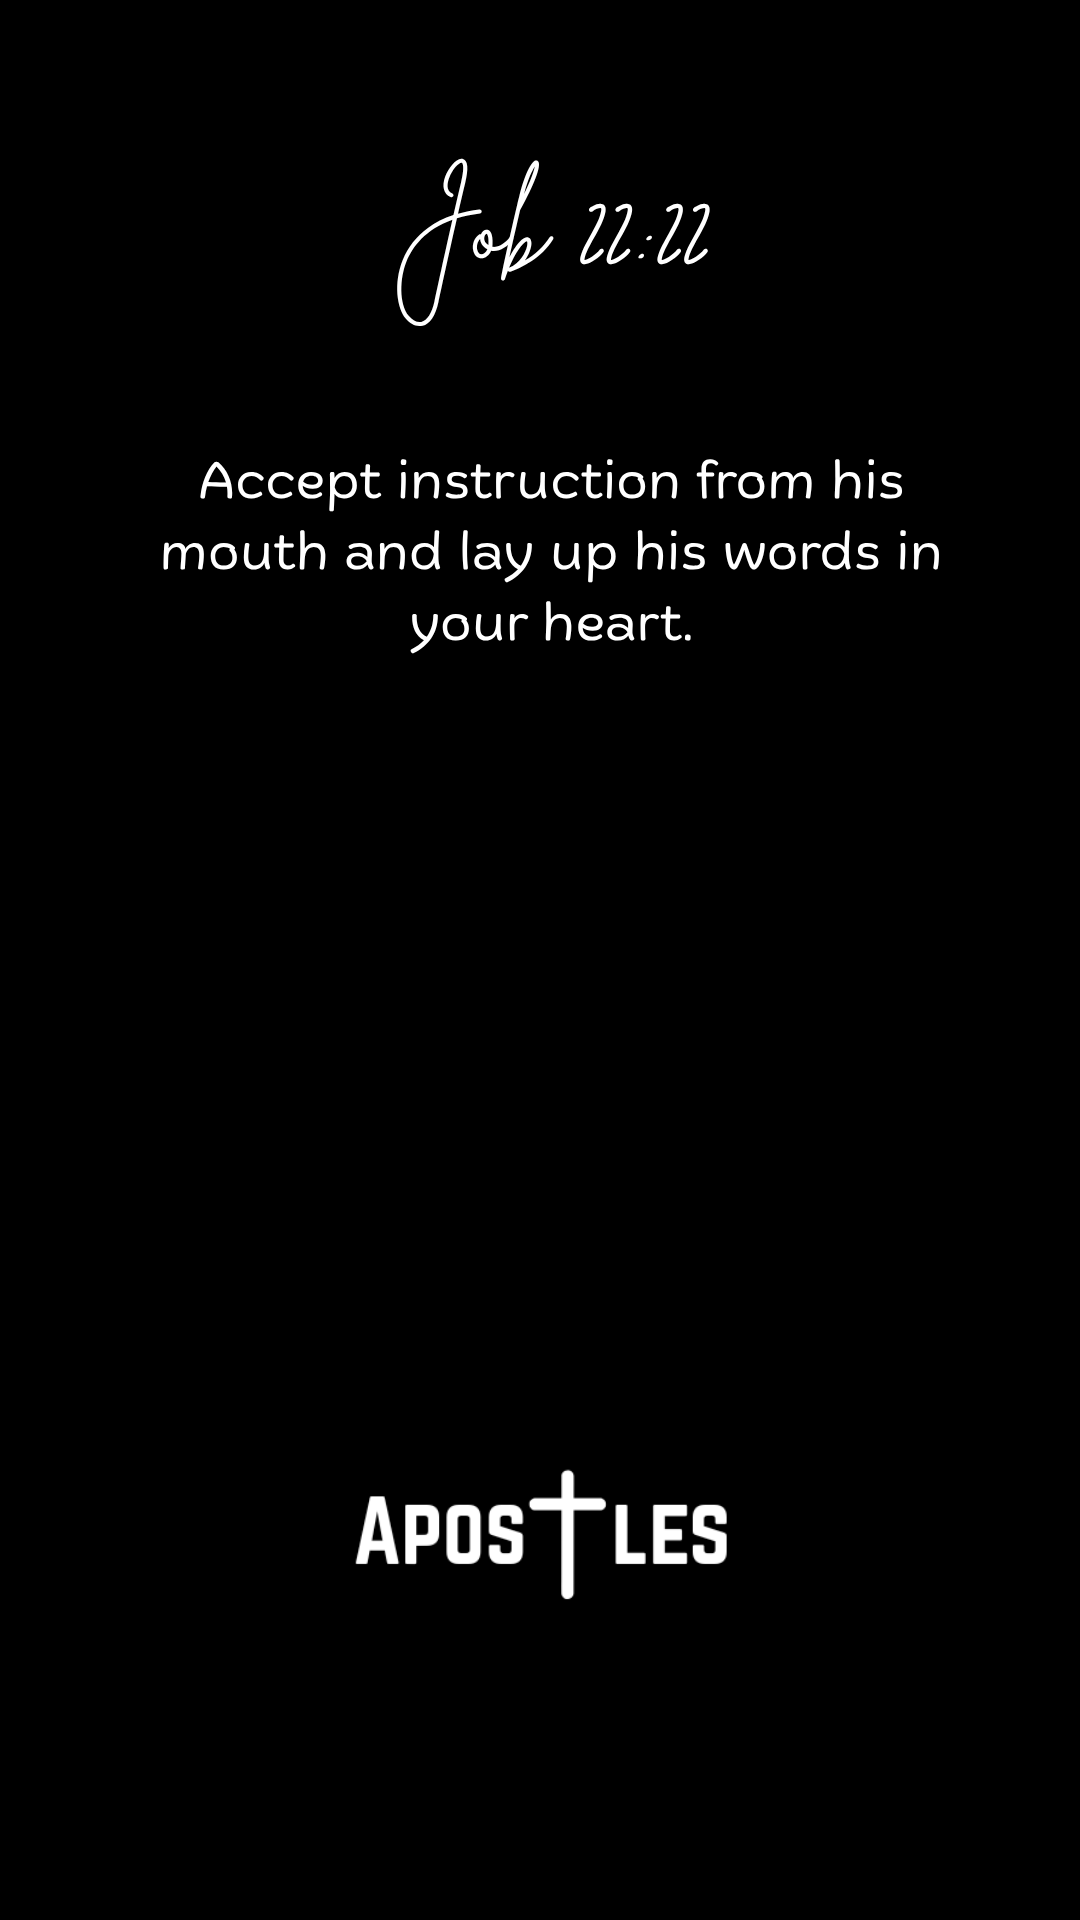 Job 22:22
Accept instruction from his
mouth and lay up his words in
your heart.
Apostles